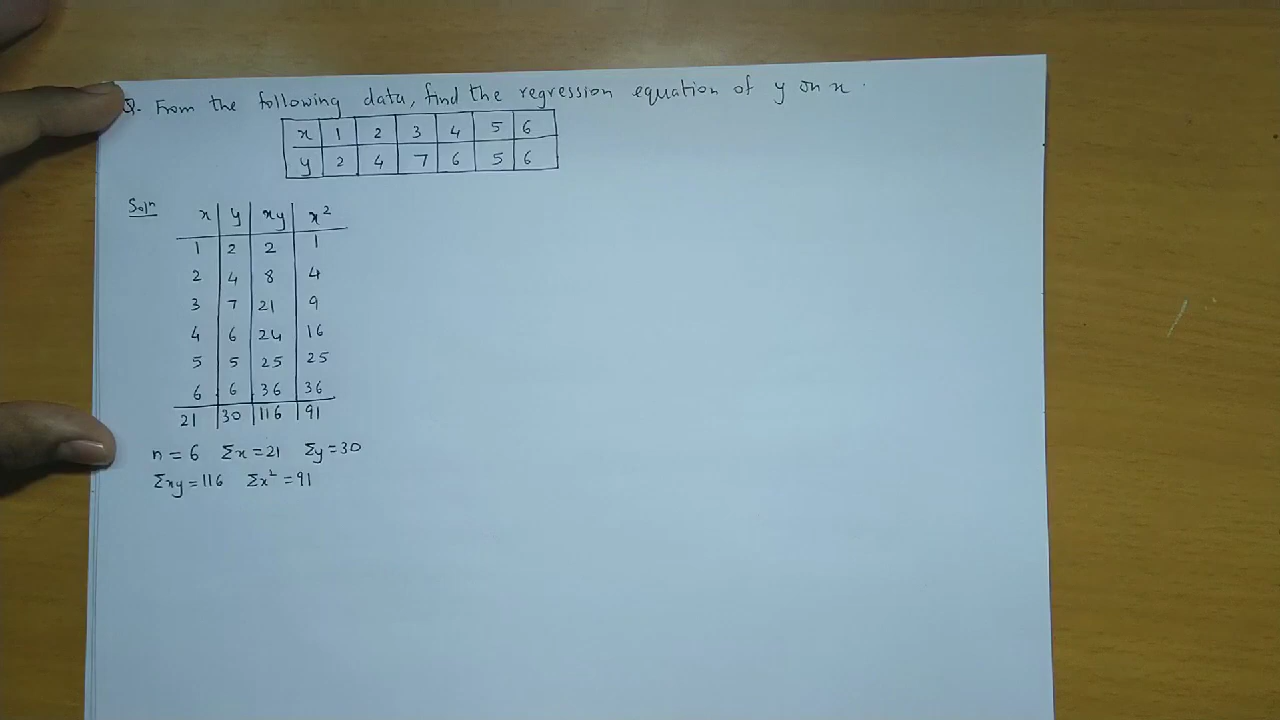 Q. From the following data, find the regression equation of y on x.
x 1 2 3 4 5 6
y 2 4 7 6 5 6
Solⁿ
x y xy x²
1 2 2 1
2 4 8 4
3 7 21 9
4 6 24 16
5 5 25 25
6 6 36 36
21 30 116 91
n = 6 Σx = 21 Σy = 30
Σxy = 116 Σx² = 91